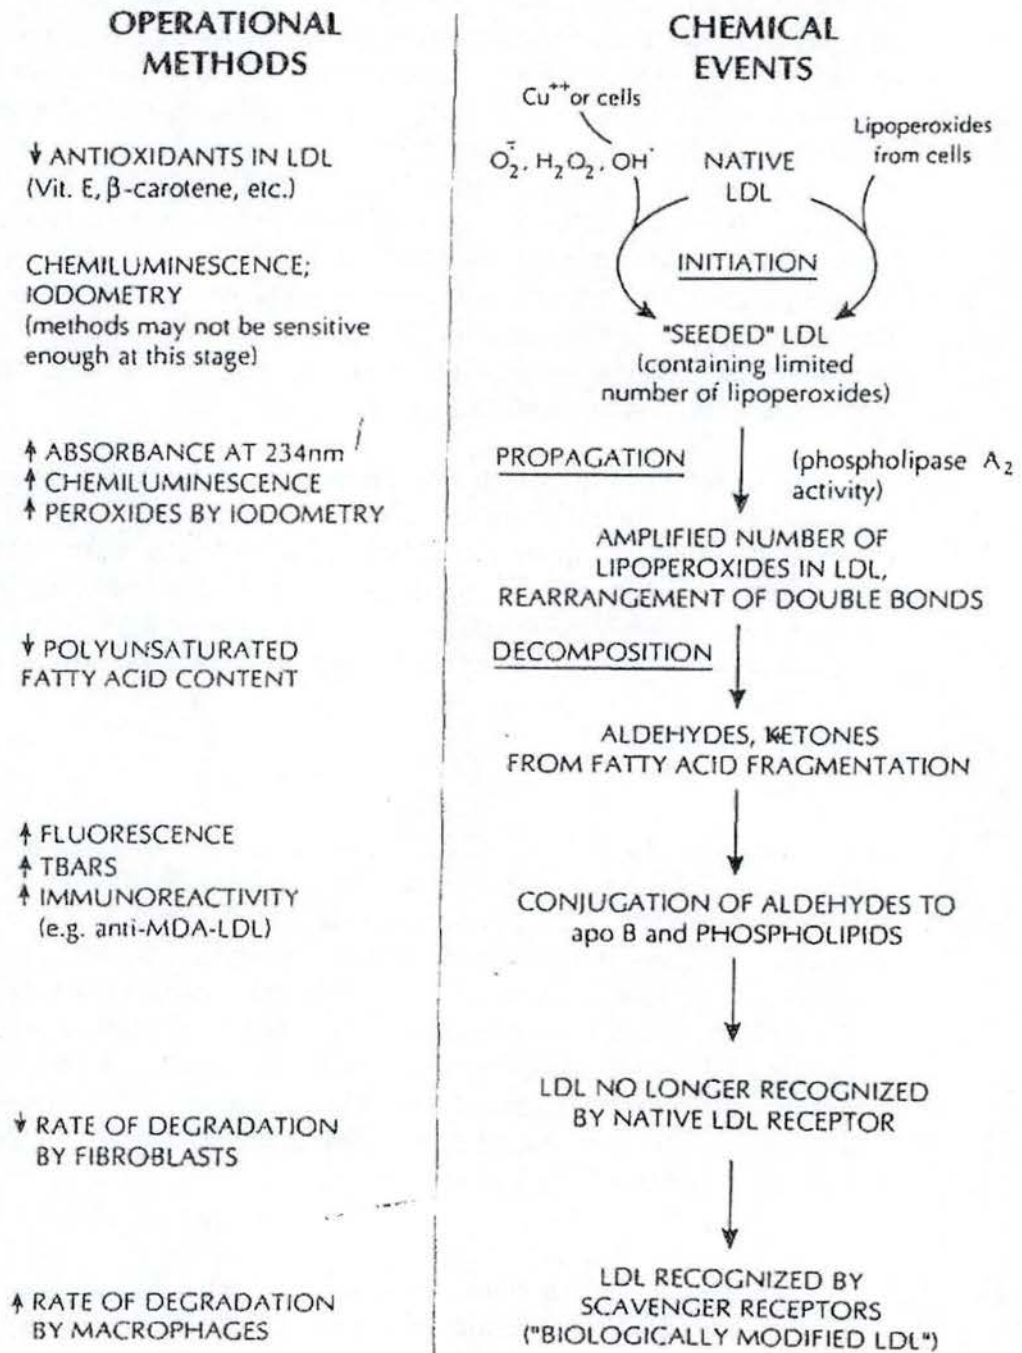 OPERATIONAL
METHODS
↓ ANTIOXIDANTS IN LDL
(Vit. E, β-carotene, etc.)
CHEMILUMINESCENCE;
IODOMETRY
(methods may not be sensitive
enough at this stage)
↑ ABSORBANCE AT 234nm
↑ CHEMILUMINESCENCE
↑ PEROXIDES BY IODOMETRY
↓ POLYUNSATURATED
FATTY ACID CONTENT
↑ FLUORESCENCE
↑ TBARS
↑ IMMUNOREACTIVITY
(e.g. anti-MDA-LDL)
↓ RATE OF DEGRADATION
BY FIBROBLASTS
↑ RATE OF DEGRADATION
BY MACROPHAGES
CHEMICAL
EVENTS
Cu++ or cells
O2-, H2O2, OH·
NATIVE
LDL
Lipoperoxides
from cells
INITIATION
"SEEDED" LDL
(containing limited
number of lipoperoxides)
PROPAGATION
(phospholipase A2
activity)
AMPLIFIED NUMBER OF
LIPOPEROXIDES IN LDL,
REARRANGEMENT OF DOUBLE BONDS
DECOMPOSITION
ALDEHYDES, KETONES
FROM FATTY ACID FRAGMENTATION
CONJUGATION OF ALDEHYDES TO
apo B and PHOSPHOLIPIDS
LDL NO LONGER RECOGNIZED
BY NATIVE LDL RECEPTOR
LDL RECOGNIZED BY
SCAVENGER RECEPTORS
("BIOLOGICALLY MODIFIED LDL")